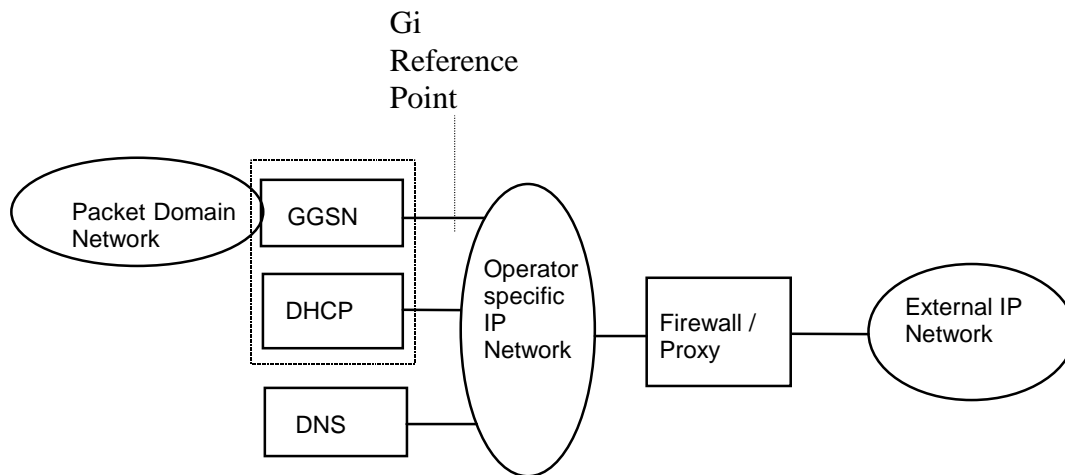 Gi
Reference
Point
Packet Domain
Network
GGSN
DHCP
DNS
Operator
specific
IP
Network
Firewall /
Proxy
External IP
Network